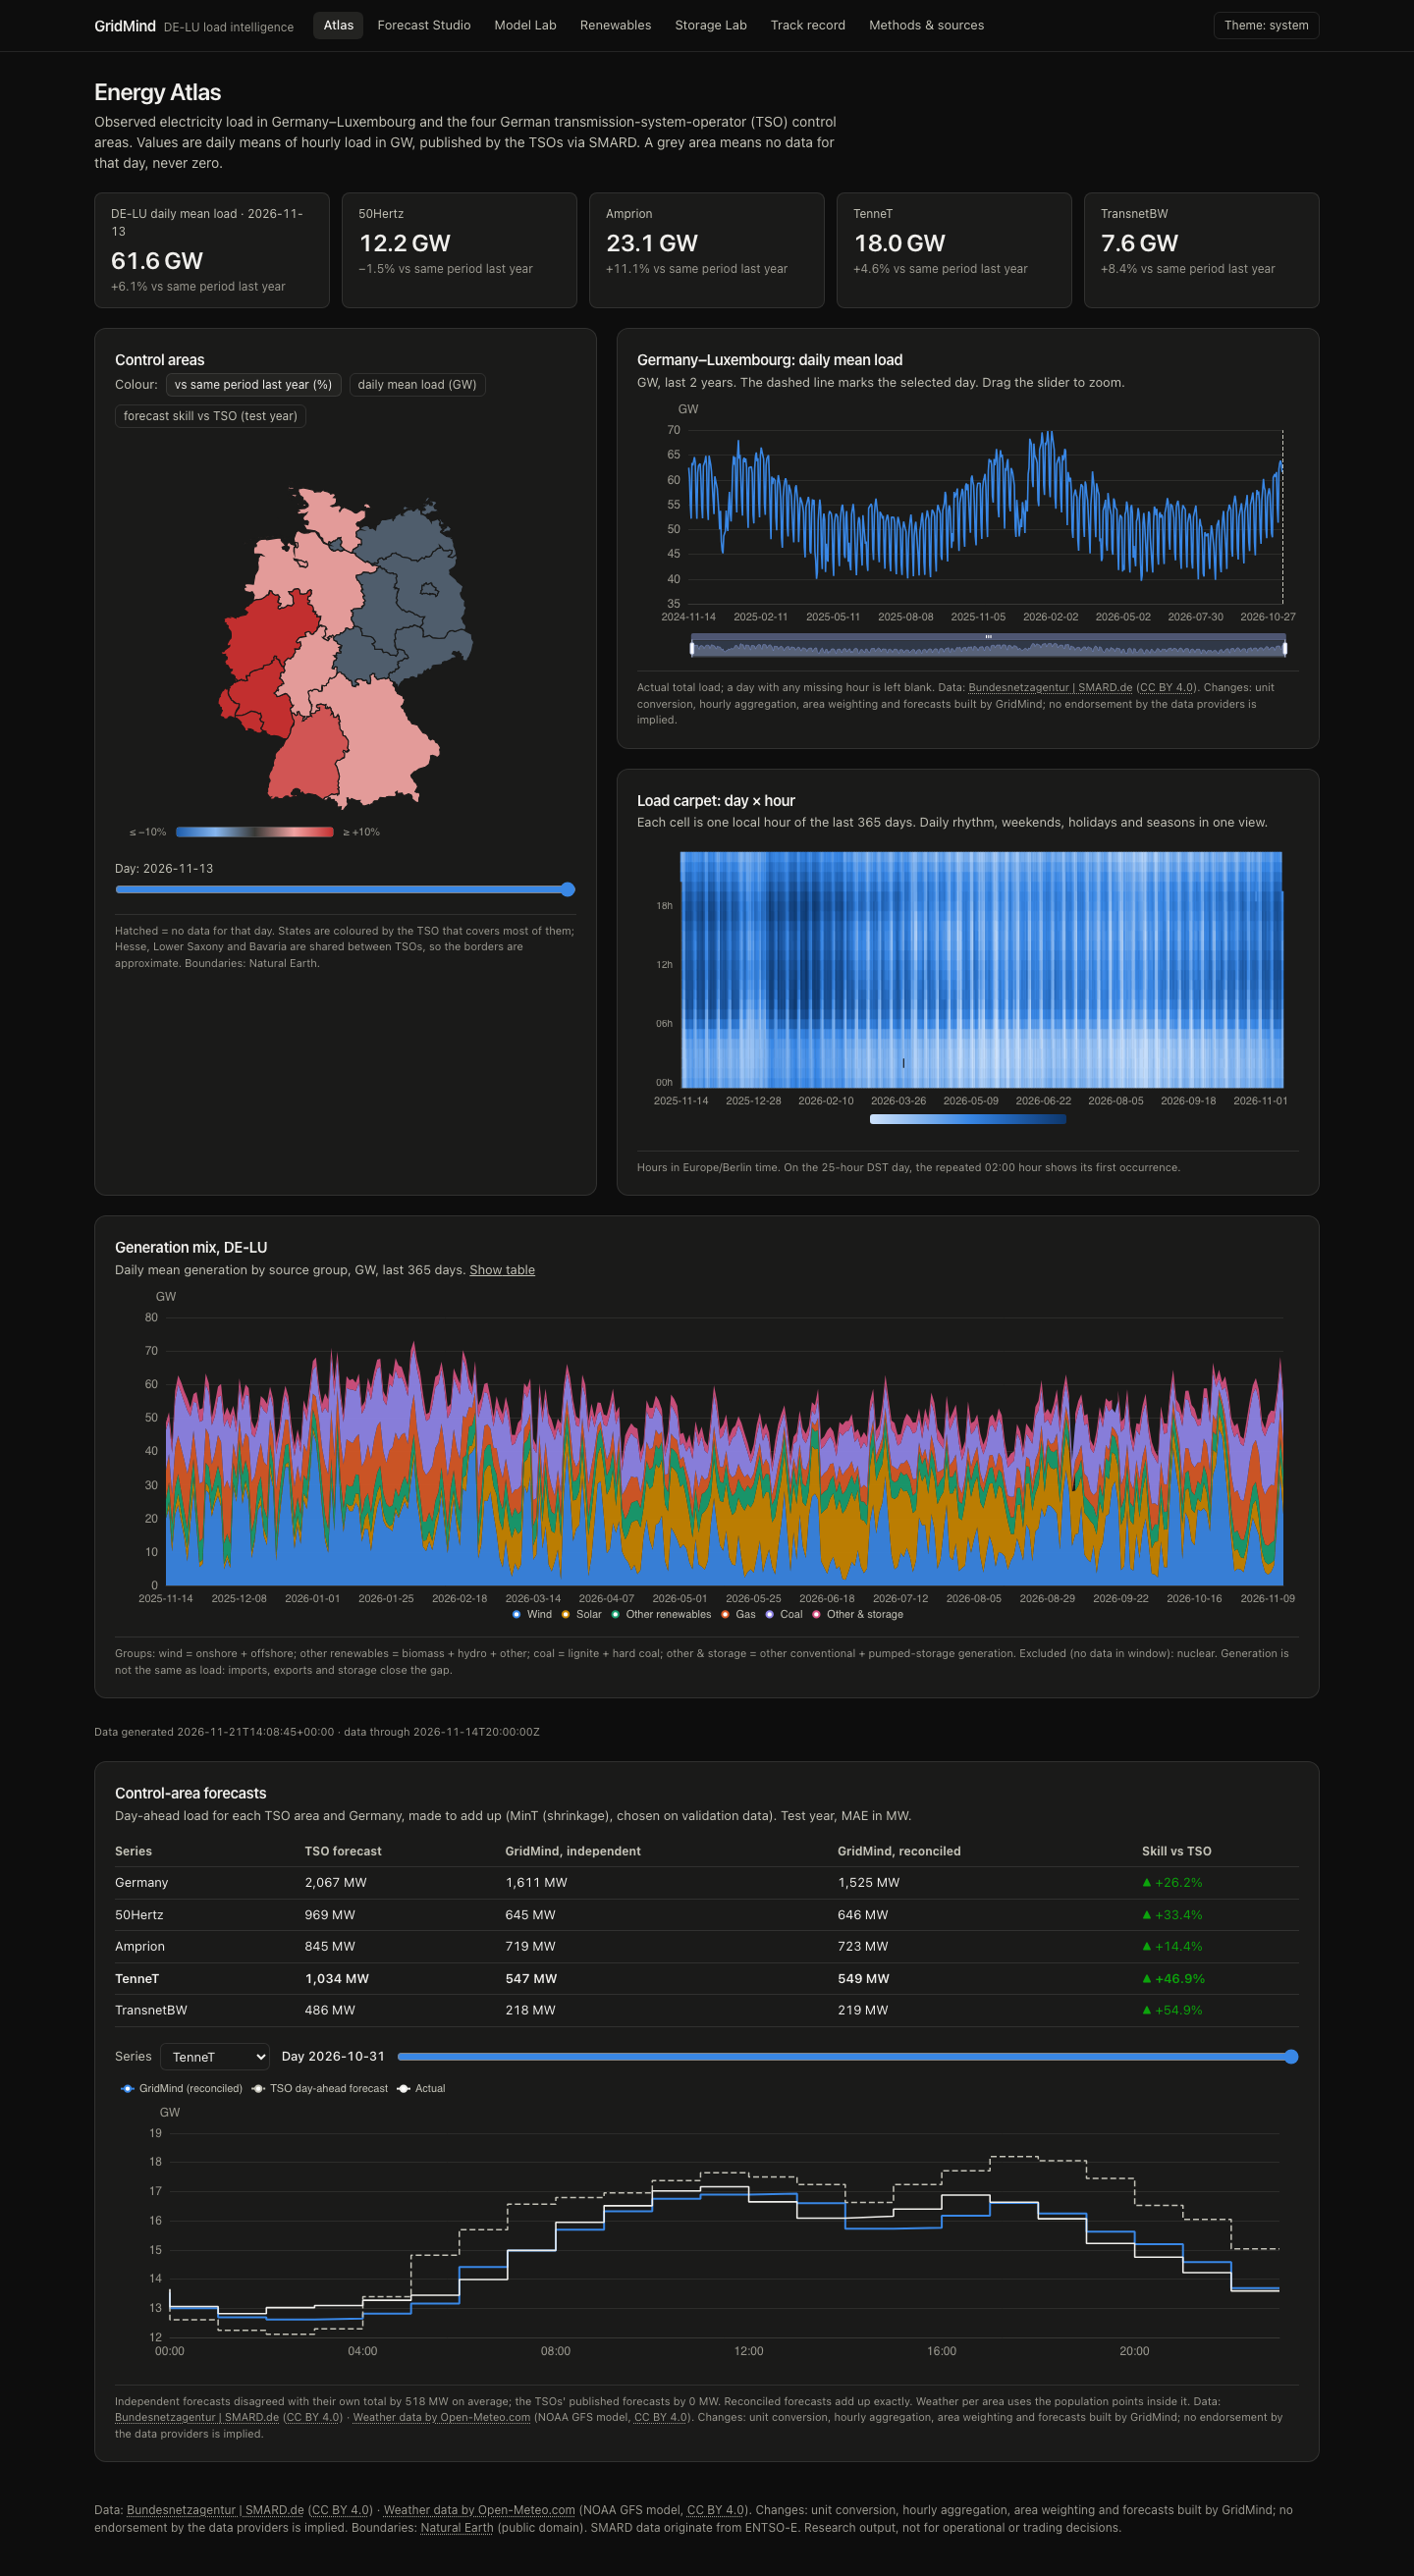 GridMind DE-LU load intelligence Atlas Forecast Studio Model Lab Renewables Storage Lab Track record Methods & sources Theme: system
Energy Atlas
Observed electricity load in Germany–Luxembourg and the four German transmission-system-operator (TSO) control
areas. Values are daily means of hourly load in GW, published by the TSOs via SMARD. A grey area means no data for
that day, never zero.
DE-LU daily mean load · 2026-11-
13
61.6 GW
+6.1% vs same period last year
50Hertz
12.2 GW
−1.5% vs same period last year
Amprion
23.1 GW
+11.1% vs same period last year
TenneT
18.0 GW
+4.6% vs same period last year
TransnetBW
7.6 GW
+8.4% vs same period last year
Control areas
Colour: vs same period last year (%) daily mean load (GW)
forecast skill vs TSO (test year)
≤ −10% ≥ +10%
Day: 2026-11-13
Hatched = no data for that day. States are coloured by the TSO that covers most of them;
Hesse, Lower Saxony and Bavaria are shared between TSOs, so the borders are
approximate. Boundaries: Natural Earth.
Germany–Luxembourg: daily mean load
GW, last 2 years. The dashed line marks the selected day. Drag the slider to zoom.
GW
70
65
60
55
50
45
40
35
2024-11-14 2025-02-11 2025-05-11 2025-08-08 2025-11-05 2026-02-02 2026-05-02 2026-07-30 2026-10-27
Actual total load; a day with any missing hour is left blank. Data: Bundesnetzagentur | SMARD.de (CC BY 4.0). Changes: unit
conversion, hourly aggregation, area weighting and forecasts built by GridMind; no endorsement by the data providers is
implied.
Load carpet: day × hour
Each cell is one local hour of the last 365 days. Daily rhythm, weekends, holidays and seasons in one view.
18h
12h
06h
00h
2025-11-14 2025-12-28 2026-02-10 2026-03-26 2026-05-09 2026-06-22 2026-08-05 2026-09-18 2026-11-01
Hours in Europe/Berlin time. On the 25-hour DST day, the repeated 02:00 hour shows its first occurrence.
Generation mix, DE-LU
Daily mean generation by source group, GW, last 365 days. Show table
GW
80
70
60
50
40
30
20
10
0
2025-11-14 2025-12-08 2026-01-01 2026-01-25 2026-02-18 2026-03-14 2026-04-07 2026-05-01 2026-05-25 2026-06-18 2026-07-12 2026-08-05 2026-08-29 2026-09-22 2026-10-16 2026-11-09
Wind Solar Other renewables Gas Coal Other & storage
Groups: wind = onshore + offshore; other renewables = biomass + hydro + other; coal = lignite + hard coal; other & storage = other conventional + pumped-storage generation. Excluded (no data in window): nuclear. Generation is
not the same as load: imports, exports and storage close the gap.
Data generated 2026-11-21T14:08:45+00:00 · data through 2026-11-14T20:00:00Z
Control-area forecasts
Day-ahead load for each TSO area and Germany, made to add up (MinT (shrinkage), chosen on validation data). Test year, MAE in MW.
Series TSO forecast GridMind, independent GridMind, reconciled Skill vs TSO
Germany 2,067 MW 1,611 MW 1,525 MW ▲ +26.2%
50Hertz 969 MW 645 MW 646 MW ▲ +33.4%
Amprion 845 MW 719 MW 723 MW ▲ +14.4%
TenneT 1,034 MW 547 MW 549 MW ▲ +46.9%
TransnetBW 486 MW 218 MW 219 MW ▲ +54.9%
Series TenneT Day 2026-10-31
GridMind (reconciled) TSO day-ahead forecast Actual
GW
19
18
17
16
15
14
13
12
00:00 04:00 08:00 12:00 16:00 20:00
Independent forecasts disagreed with their own total by 518 MW on average; the TSOs' published forecasts by 0 MW. Reconciled forecasts add up exactly. Weather per area uses the population points inside it. Data:
Bundesnetzagentur | SMARD.de (CC BY 4.0) · Weather data by Open-Meteo.com (NOAA GFS model, CC BY 4.0). Changes: unit conversion, hourly aggregation, area weighting and forecasts built by GridMind; no endorsement by
the data providers is implied.
Data: Bundesnetzagentur | SMARD.de (CC BY 4.0) · Weather data by Open-Meteo.com (NOAA GFS model, CC BY 4.0). Changes: unit conversion, hourly aggregation, area weighting and forecasts built by GridMind; no
endorsement by the data providers is implied. Boundaries: Natural Earth (public domain). SMARD data originate from ENTSO-E. Research output, not for operational or trading decisions.